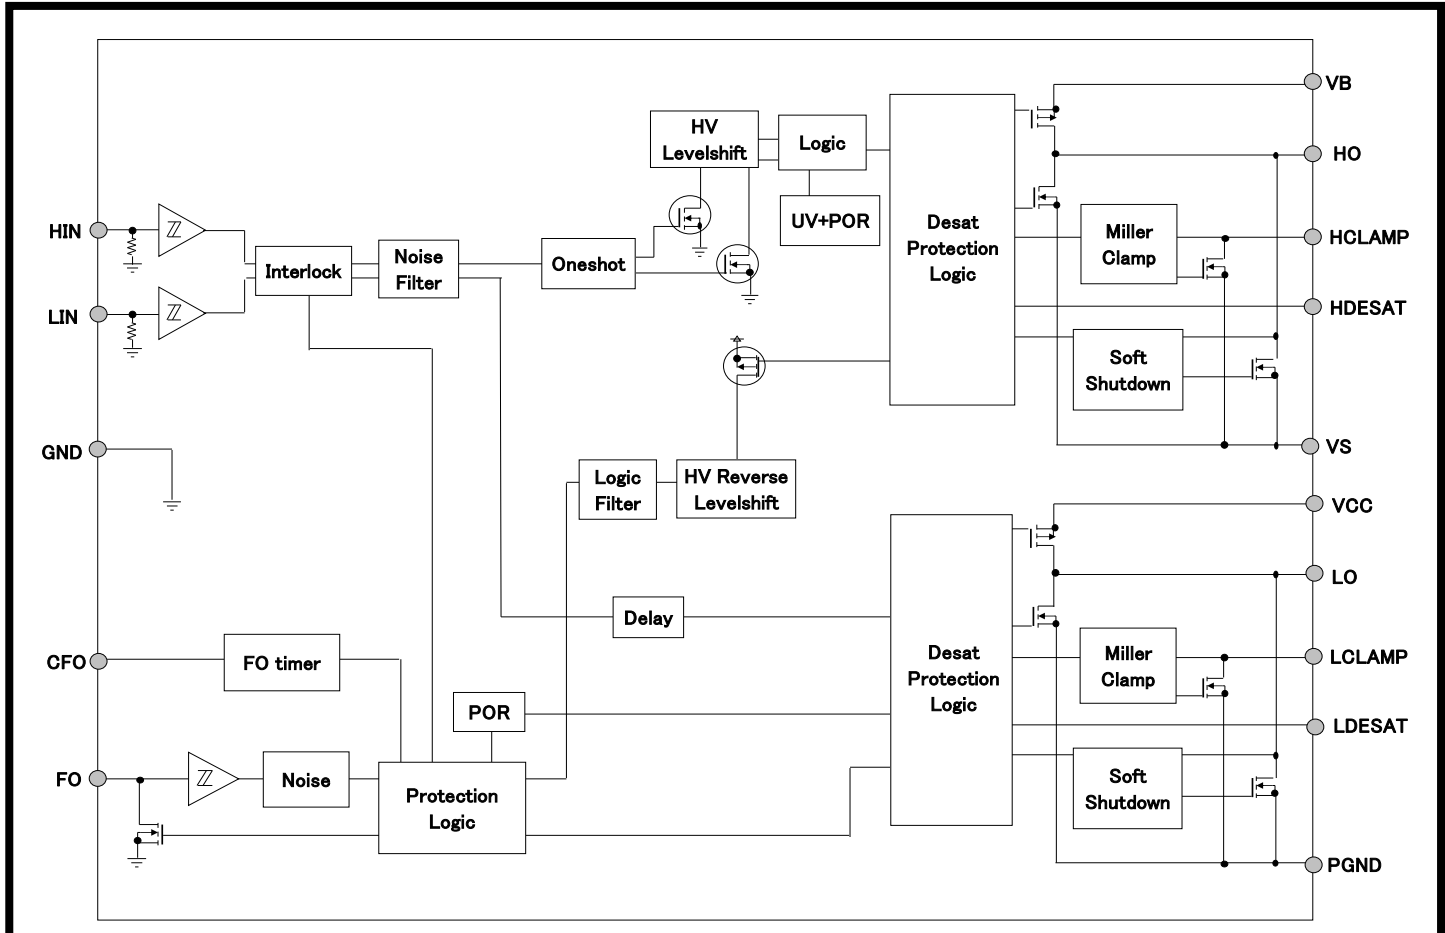 VB
HV
Levelshift
Logic
HO
UV+POR
Desat
Protection
Logic
HIN
Miller
Clamp
HCLAMP
Interlock
Noise
Filter
Oneshot
LIN
HDESAT
Soft
Shutdown
GND
VS
Logic
Filter
HV Reverse
Levelshift
VCC
LO
Delay
CFO
FO timer
Desat
Protection
Logic
Miller
Clamp
LCLAMP
POR
LDESAT
FO
Noise
Protection
Logic
Soft
Shutdown
PGND